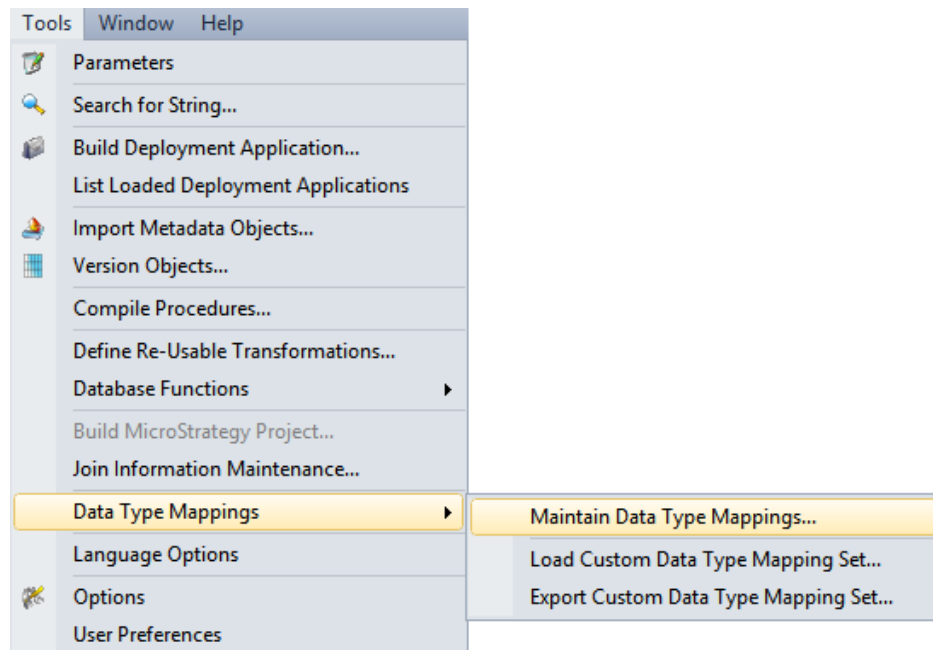 Tools Window Help
Parameters
Search for String...
Build Deployment Application...
List Loaded Deployment Applications
Import Metadata Objects...
Version Objects...
Compile Procedures...
Define Re-Usable Transformations...
Database Functions
Build MicroStrategy Project...
Join Information Maintenance...
Data Type Mappings
Maintain Data Type Mappings...
Language Options
Load Custom Data Type Mapping Set...
Options
Export Custom Data Type Mapping Set...
User Preferences